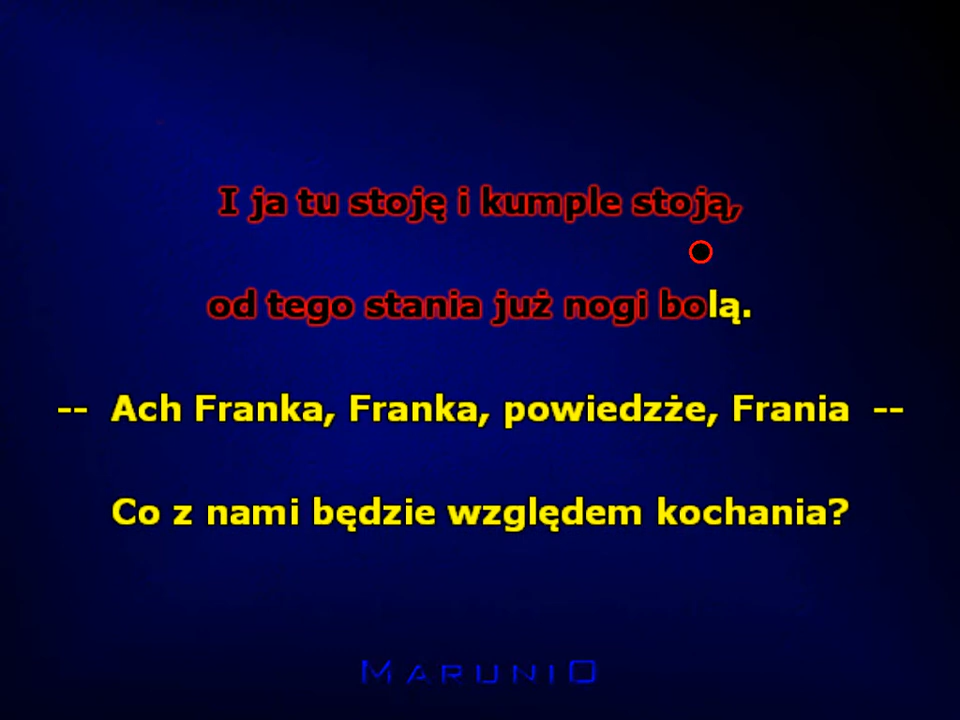 I ja tu stoję i kumple stoją,
od tego stania już nogi bolą.
-- Ach Franka, Franka, powiedzże, Frania --
Co z nami będzie względem kochania?
MARUNIO